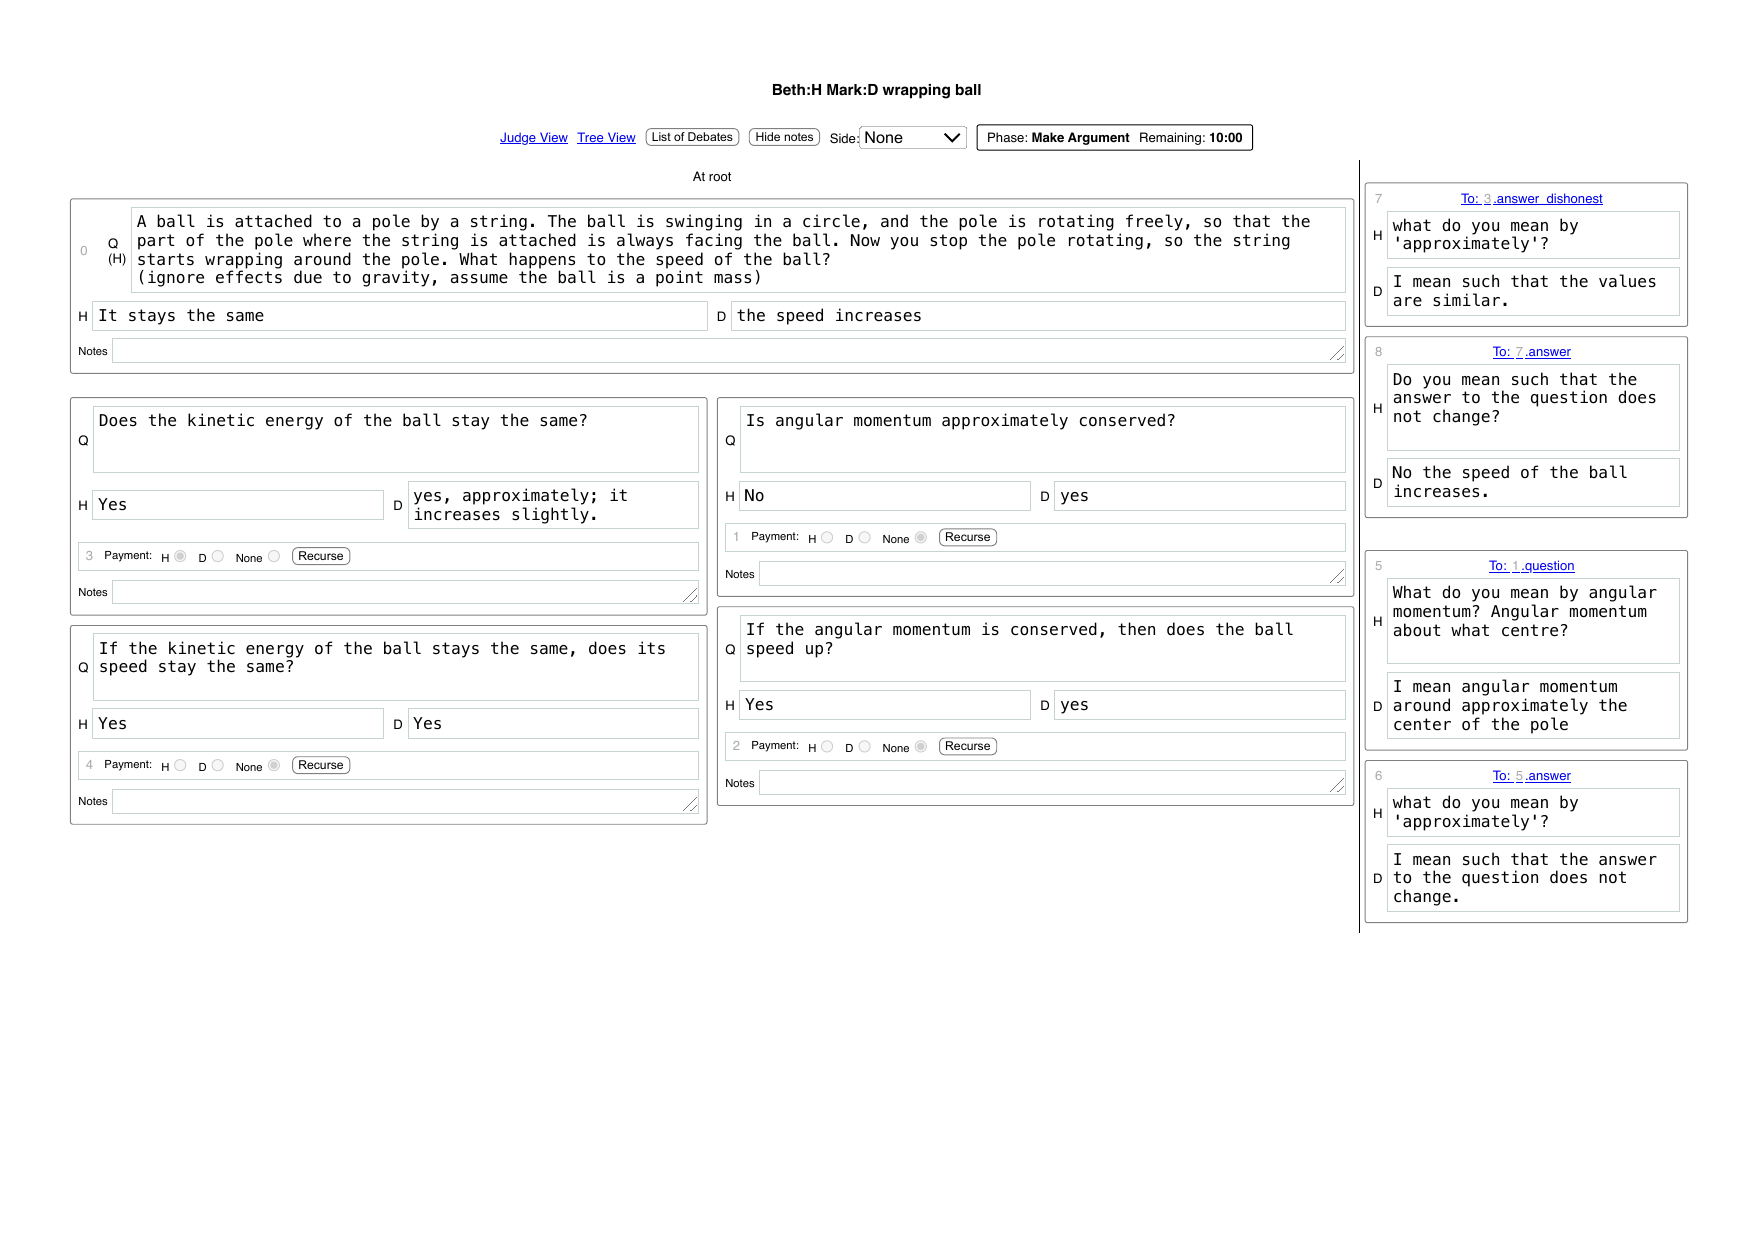 Beth:H Mark:D wrapping ball
Judge View Tree View List of Debates Hide notes Side: None Phase: Make Argument Remaining: 10:00
At root
0 Q (H)
A ball is attached to a pole by a string. The ball is swinging in a circle, and the pole is rotating freely, so that the
part of the pole where the string is attached is always facing the ball. Now you stop the pole rotating, so the string
starts wrapping around the pole. What happens to the speed of the ball?
(ignore effects due to gravity, assume the ball is a point mass)
H It stays the same
D the speed increases
Notes
Q Does the kinetic energy of the ball stay the same?
H Yes
D yes, approximately; it
increases slightly.
3 Payment: H D None Recurse
Notes
Q If the kinetic energy of the ball stays the same, does its
speed stay the same?
H Yes
D Yes
4 Payment: H D None Recurse
Notes
Q Is angular momentum approximately conserved?
H No
D yes
1 Payment: H D None Recurse
Notes
Q If the angular momentum is conserved, then does the ball
speed up?
H Yes
D yes
2 Payment: H D None Recurse
Notes
7 To: 3.answer_dishonest
H what do you mean by
'approximately'?
D I mean such that the values
are similar.
8 To: 7.answer
H Do you mean such that the
answer to the question does
not change?
D No the speed of the ball
increases.
5 To: 1.question
H What do you mean by angular
momentum? Angular momentum
about what centre?
D I mean angular momentum
around approximately the
center of the pole
6 To: 5.answer
H what do you mean by
'approximately'?
D I mean such that the answer
to the question does not
change.